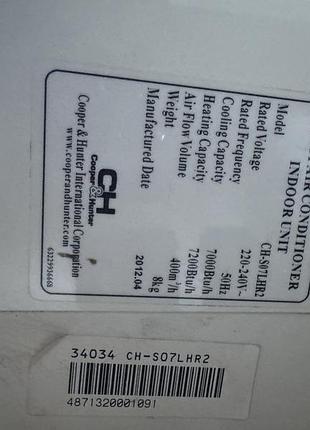 AIR CONDITIONER
INDOOR UNIT
Model CH-S07LHR2
Rated Voltage 220-240V~
Rated Frequency 50Hz
Cooling Capacity 7000Btu/h
Heating Capacity 7200Btu/h
Air Flow Volume 400m³/h
Weight 8kg
Manufactured Date 2012.04
CH
Cooper&Hunter
Cooper & Hunter International Corporation
www.cooperandhunter.com
63229936668
34034 CH-S07LHR2
4871320001091